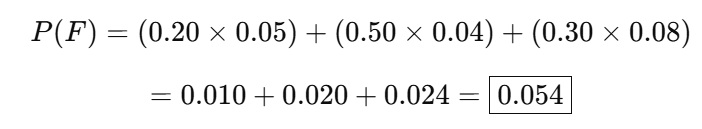 P(F) = (0.20 × 0.05) + (0.50 × 0.04) + (0.30 × 0.08)
= 0.010 + 0.020 + 0.024 = 0.054